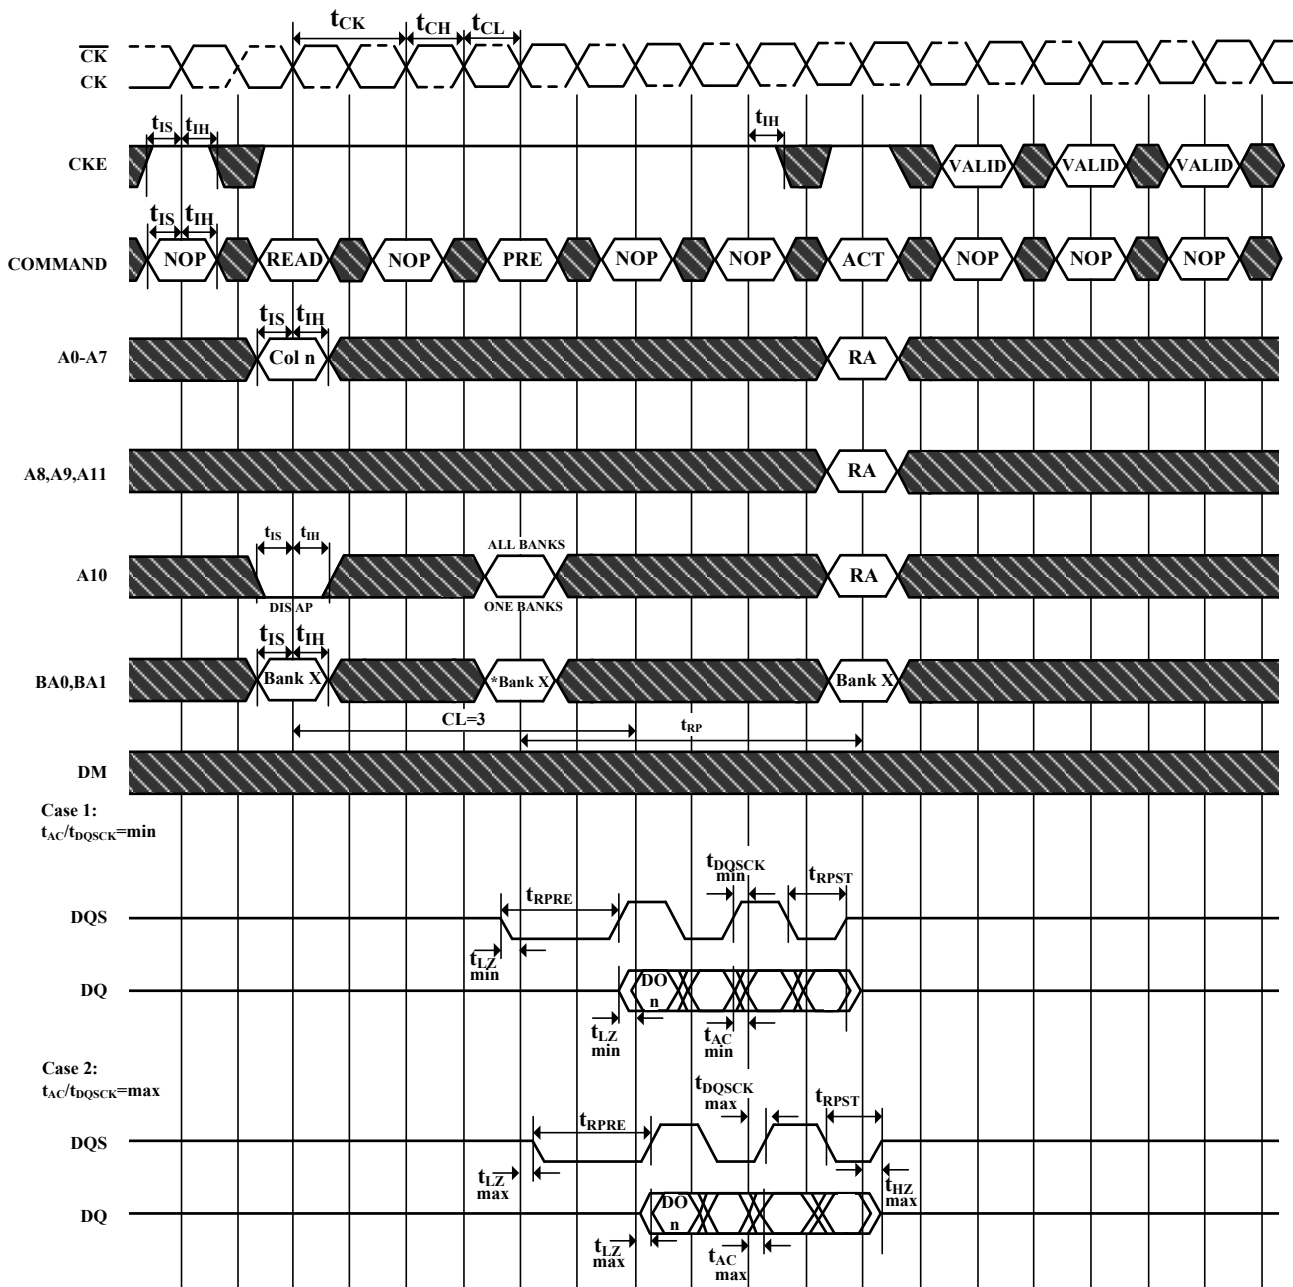 tCK tCH tCL
CK
CK
tIS tIH tIH
CKE VALID VALID VALID
tIS tIH
COMMAND NOP READ NOP PRE NOP NOP ACT NOP NOP NOP
tIS tIH
A0-A7 Col n RA
A8,A9,A11 RA
tIS tIH ALL BANKS
A10 RA
DIS AP ONE BANKS
tIS tIH
BA0,BA1 Bank X *Bank X Bank X
CL=3 tRP
DM
Case 1:
tAC/tDQSCK=min
tDQSCK
min
tRPRE tRPST
DQS
tLZ
min
DQ DO
n
tLZ
min
tAC
min
Case 2:
tAC/tDQSCK=max
tDQSCK
max
tRPRE tRPST
DQS
tLZ
max
tHZ
max
DQ DO
n
tLZ
max
tAC
max